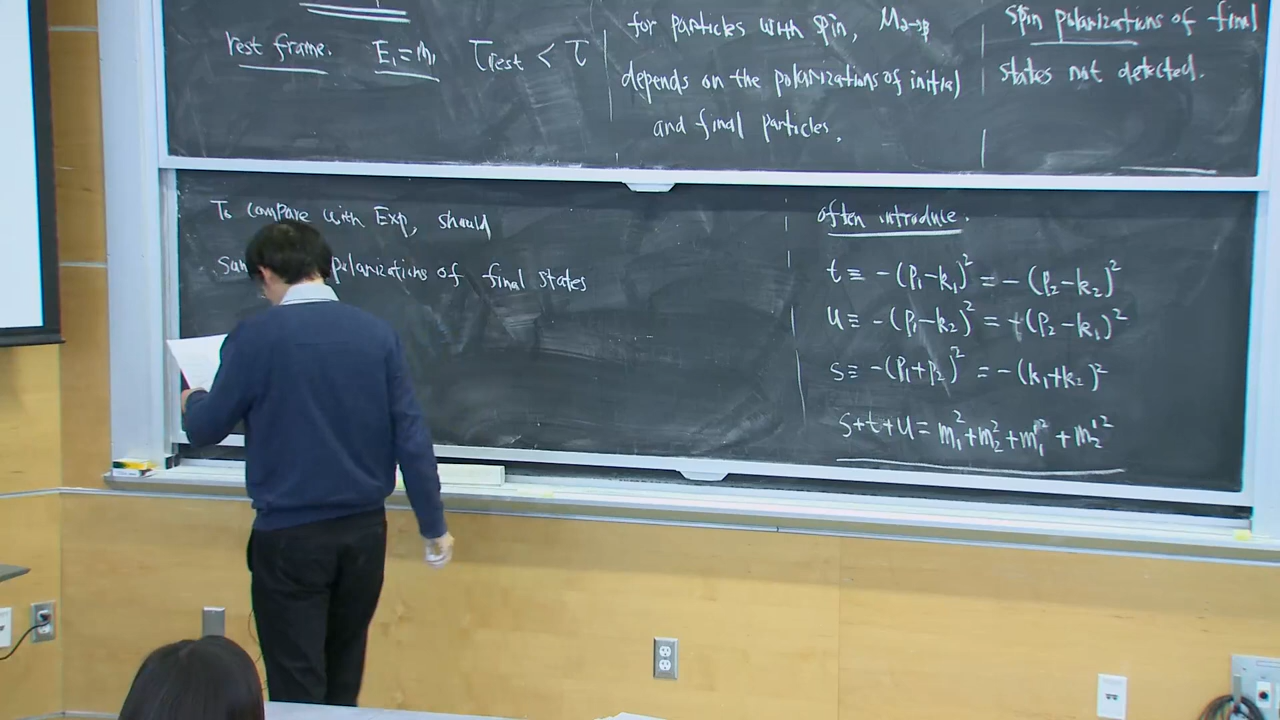 rest frame. E₁=m₁ τrest < τ
for particles with spin, M₂→p
depends on the polarizations of initial
and final particles.
spin polarizations of final
states not detected.
To compare with Exp, should
polarizations of final states
often introduce.
t ≡ -(p₁-k₁)² = -(p₂-k₂)²
u ≡ -(p₁-k₂)² = -(p₂-k₁)²
s ≡ -(p₁+p₂)² = -(k₁+k₂)²
s+t+u = m₁²+m₂²+m₁'²+m₂'²